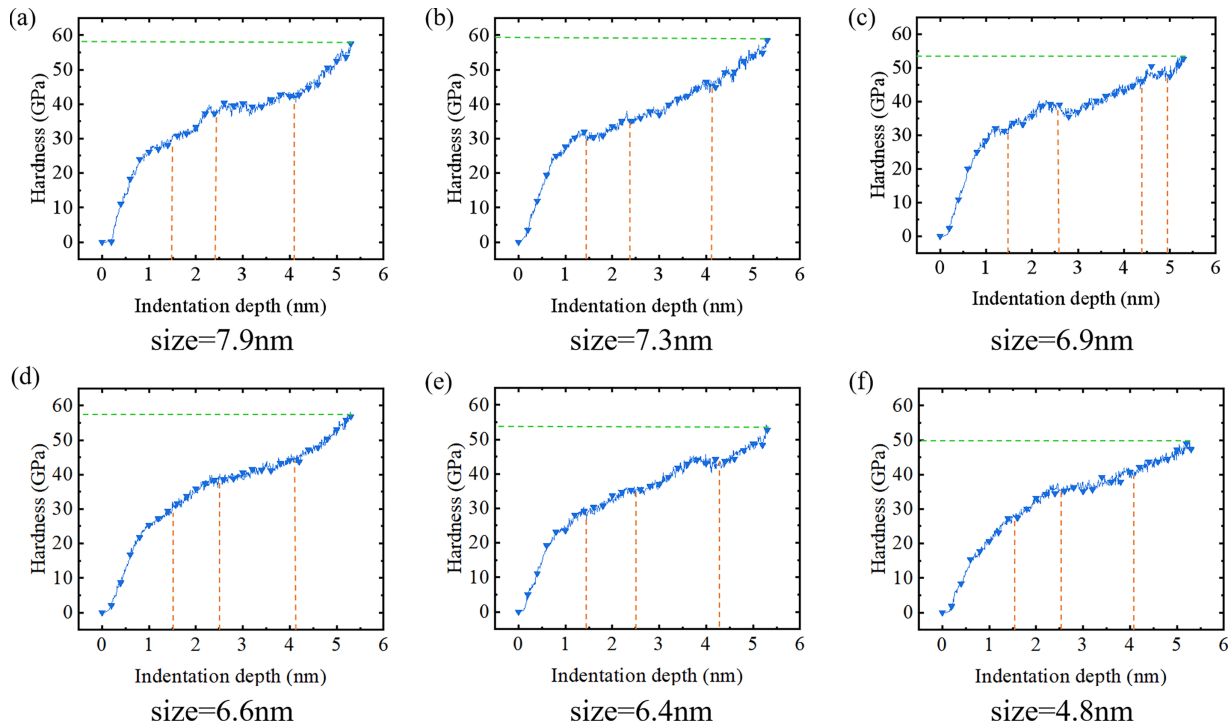 (a)
60
50
40
30
20
10
0
Hardness (GPa)
0 1 2 3 4 5 6
Indentation depth (nm)
size=7.9nm
(b)
60
50
40
30
20
10
0
Hardness (GPa)
0 1 2 3 4 5 6
Indentation depth (nm)
size=7.3nm
(c)
60
50
40
30
20
10
0
Hardness (GPa)
0 1 2 3 4 5 6
Indentation depth (nm)
size=6.9nm
(d)
60
50
40
30
20
10
0
Hardness (GPa)
0 1 2 3 4 5 6
Indentation depth (nm)
size=6.6nm
(e)
60
50
40
30
20
10
0
Hardness (GPa)
0 1 2 3 4 5 6
Indentation depth (nm)
size=6.4nm
(f)
60
50
40
30
20
10
0
Hardness (GPa)
0 1 2 3 4 5 6
Indentation depth (nm)
size=4.8nm